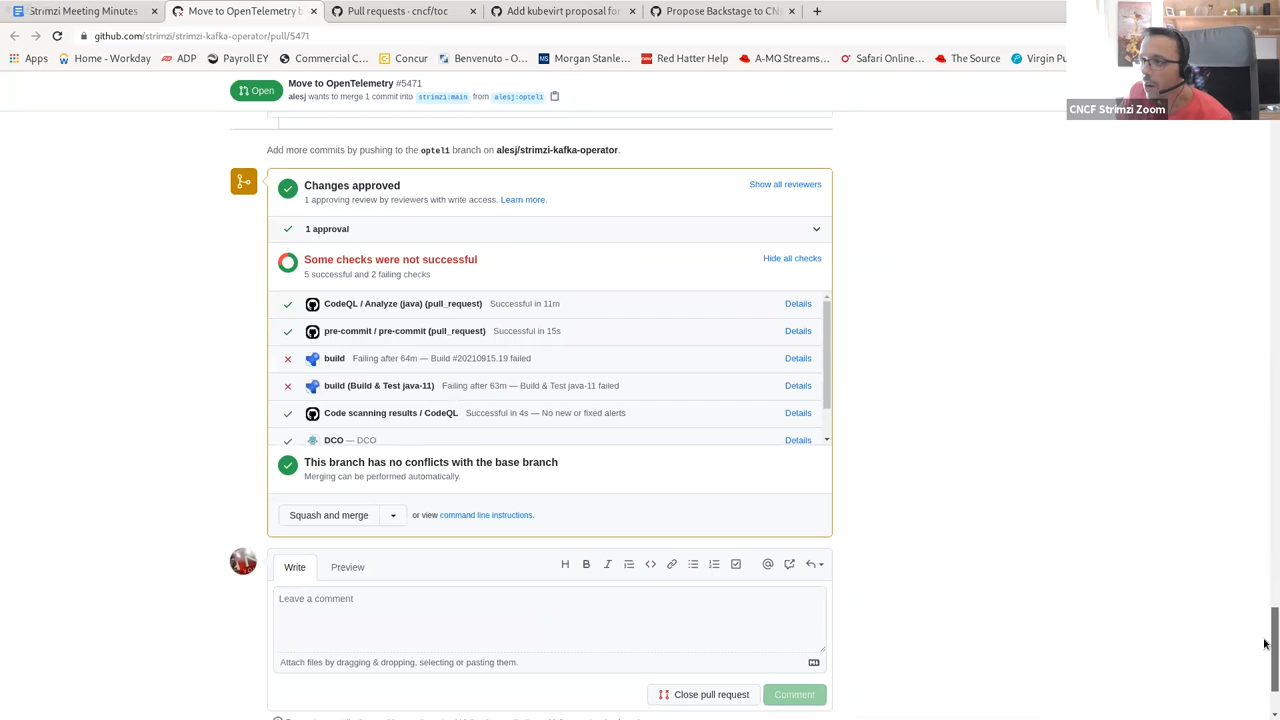 Strimzi Meeting Minutes
Move to OpenTelemetry b
Pull requests · cncf/toc
Add kubevirt proposal for
Propose Backstage to CN
github.com/strimzi/strimzi-kafka-operator/pull/5471
Apps
Home - Workday
ADP
Payroll EY
Commercial C...
Concur
Benvenuto - O...
Morgan Stanle...
Red Hatter Help
A-MQ Streams...
Safari Online...
The Source
Virgin Pu
CNCF Strimzi Zoom
Open
Move to OpenTelemetry #5471
alesj wants to merge 1 commit into strimzi:main from alesj:optel1
Add more commits by pushing to the optel1 branch on alesj/strimzi-kafka-operator.
Changes approved
Show all reviewers
1 approving review by reviewers with write access. Learn more.
1 approval
Some checks were not successful
Hide all checks
5 successful and 2 failing checks
CodeQL / Analyze (java) (pull_request) Successful in 11m Details
pre-commit / pre-commit (pull_request) Successful in 15s Details
build Failing after 64m — Build #20210915.19 failed Details
build (Build & Test java-11) Failing after 63m — Build & Test java-11 failed Details
Code scanning results / CodeQL Successful in 4s — No new or fixed alerts Details
DCO — DCO Details
This branch has no conflicts with the base branch
Merging can be performed automatically.
Squash and merge
or view command line instructions.
Write
Preview
Leave a comment
Attach files by dragging & dropping, selecting or pasting them.
Close pull request
Comment